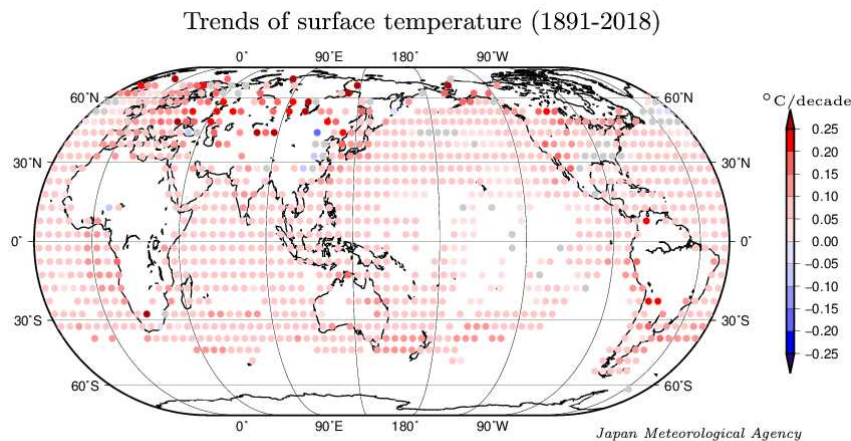 Trends of surface temperature (1891-2018)
0° 90°E 180° 90°W
°C/decade
60°N 60°N
0.25
0.20
30°N 30°N
0.15
0.10
0.05
0° 0°
0.00
−0.05
−0.10
30°S 30°S
−0.15
−0.20
−0.25
60°S 60°S
0° 90°E 180° 90°W
Japan Meteorological Agency